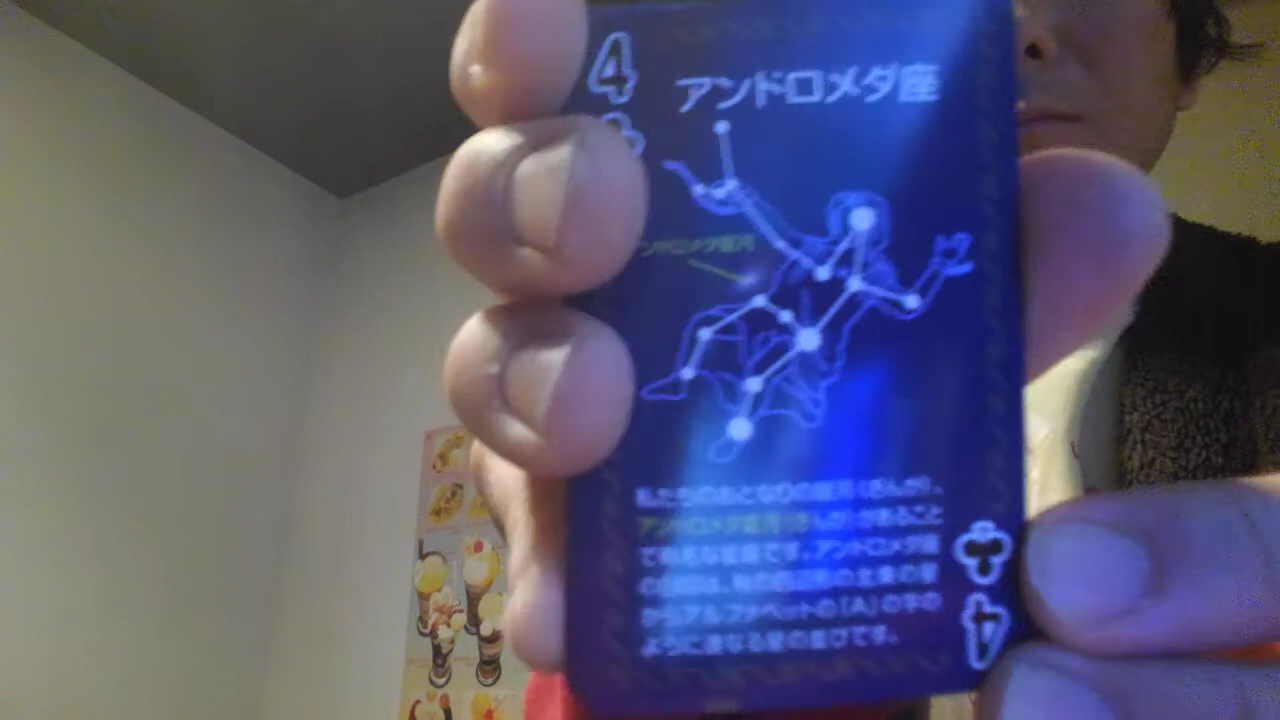 4
アンドロメダ座
ンドロメダ銀河
私たちのおとなりの銀河(ぎんが)、
アンドロメダ銀河(ぎんが)があること
で有名な星座です。アンドロメダ座
の は、秋の四辺形の北東の星
からアルファベットの「A」の字の
ように連なる星の並びです。
4